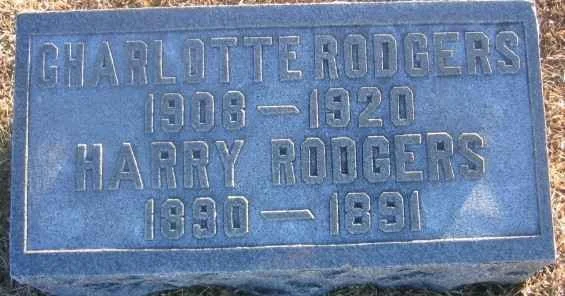 CHARLOTTE RODGERS
1908 — 1920
HARRY RODGERS
1890 — 1891